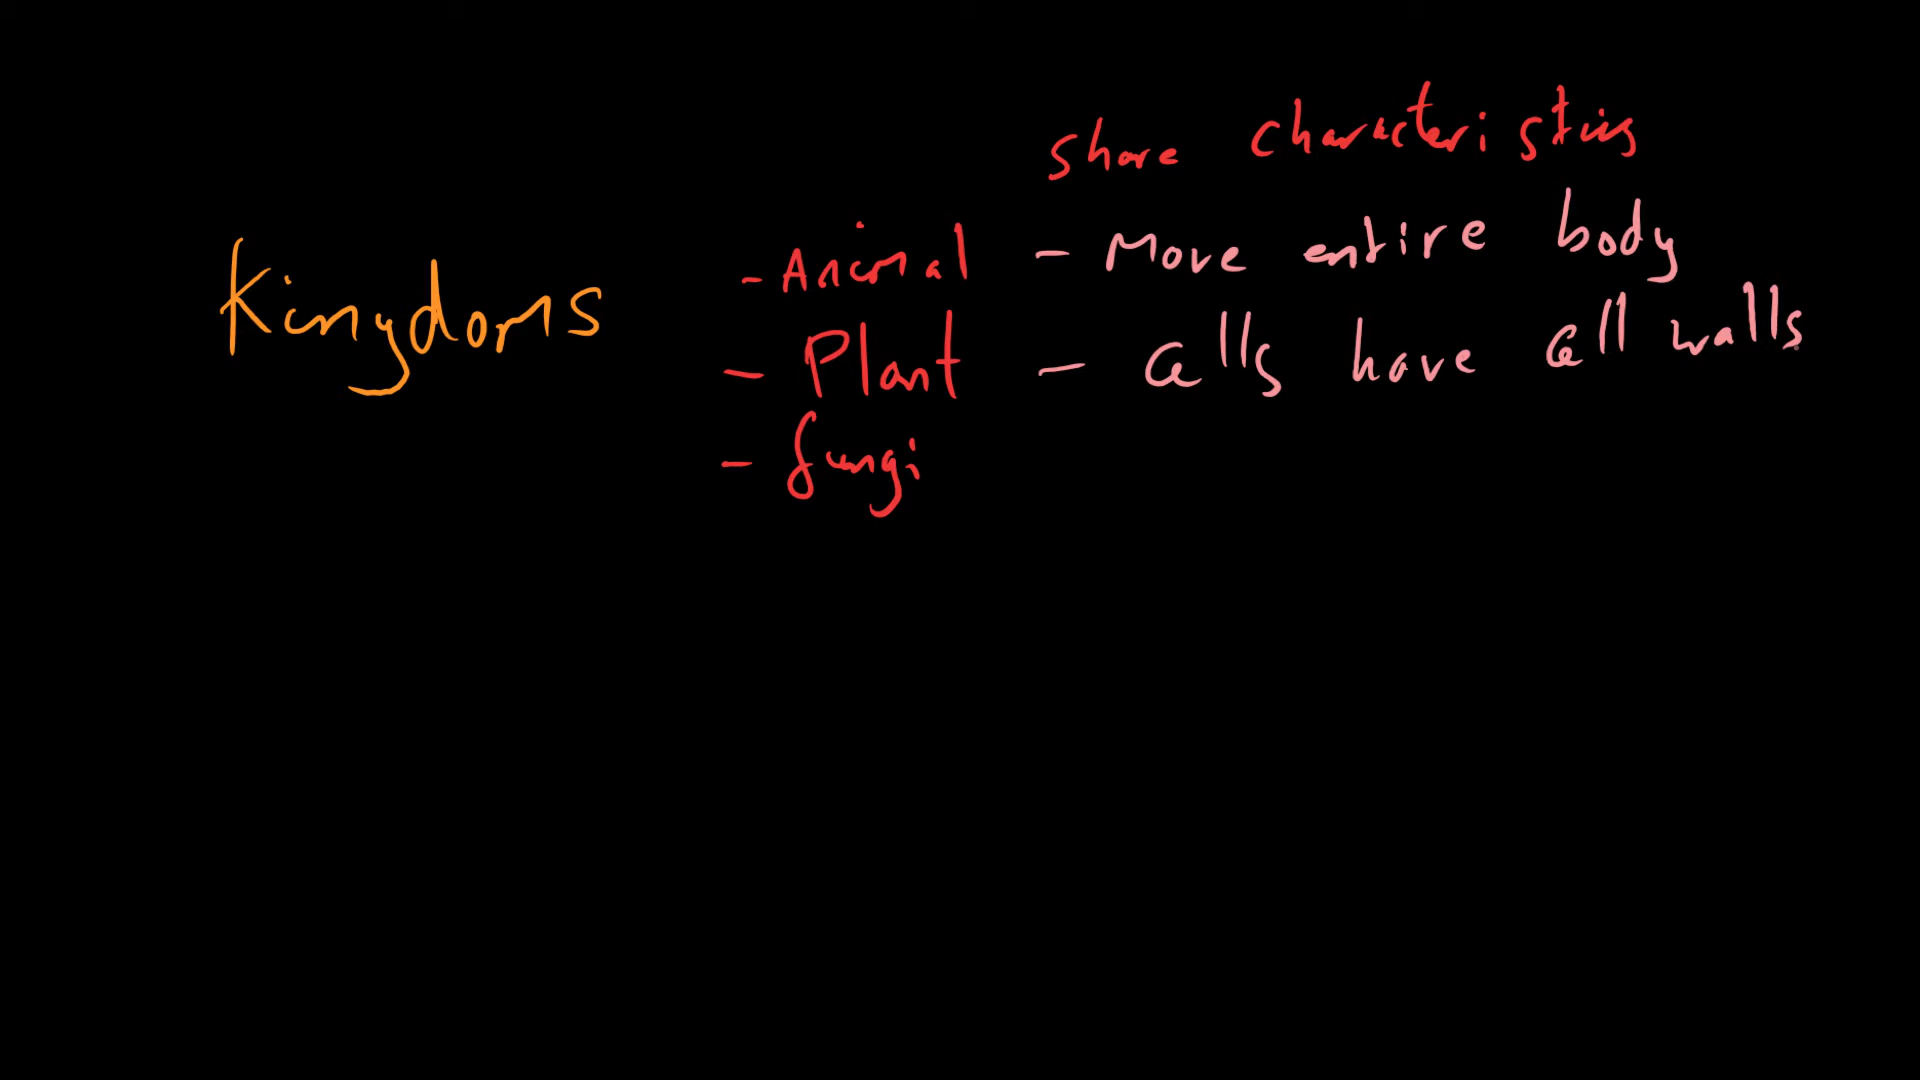 Share characteristics
Kingdoms
- Animal - Move entire body
- Plant - Cells have cell walls
- fungi